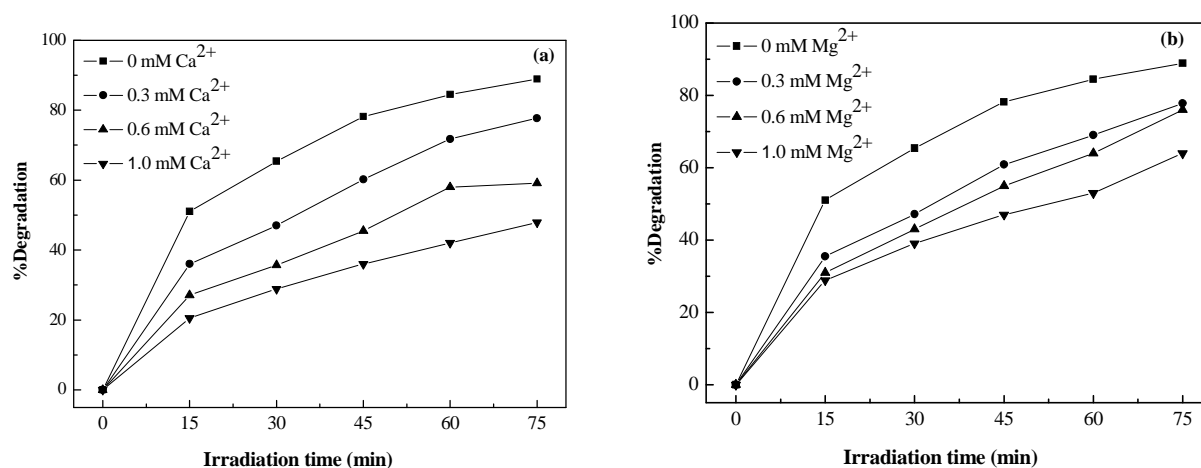 (a)
0 mM Ca2+
0.3 mM Ca2+
0.6 mM Ca2+
1.0 mM Ca2+
%Degradation
100
80
60
40
20
0
0 15 30 45 60 75
Irradiation time (min)
(b)
0 mM Mg2+
0.3 mM Mg2+
0.6 mM Mg2+
1.0 mM Mg2+
%Degradation
100
80
60
40
20
0
0 15 30 45 60 75
Irradiation time (min)